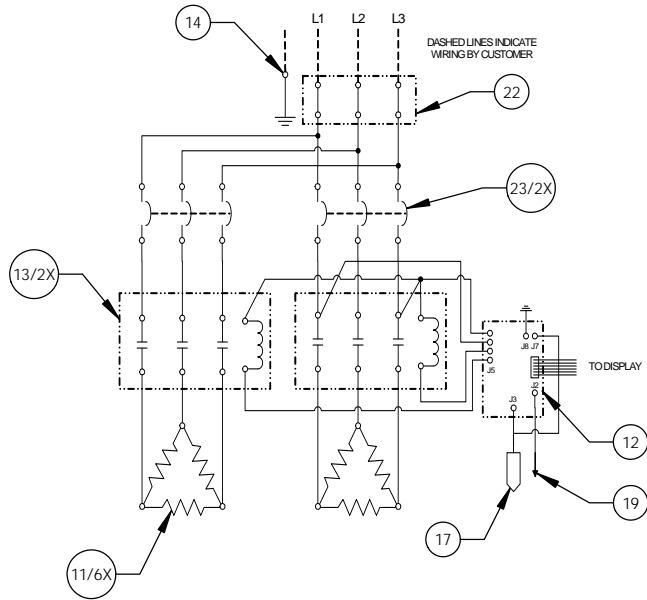 14
L1 L2 L3
DASHED LINES INDICATE
WIRING BY CUSTOMER
22
23/2X
13/2X
J8 J7
J5
TO DISPLAY
J2
J3
12
17
19
11/6X